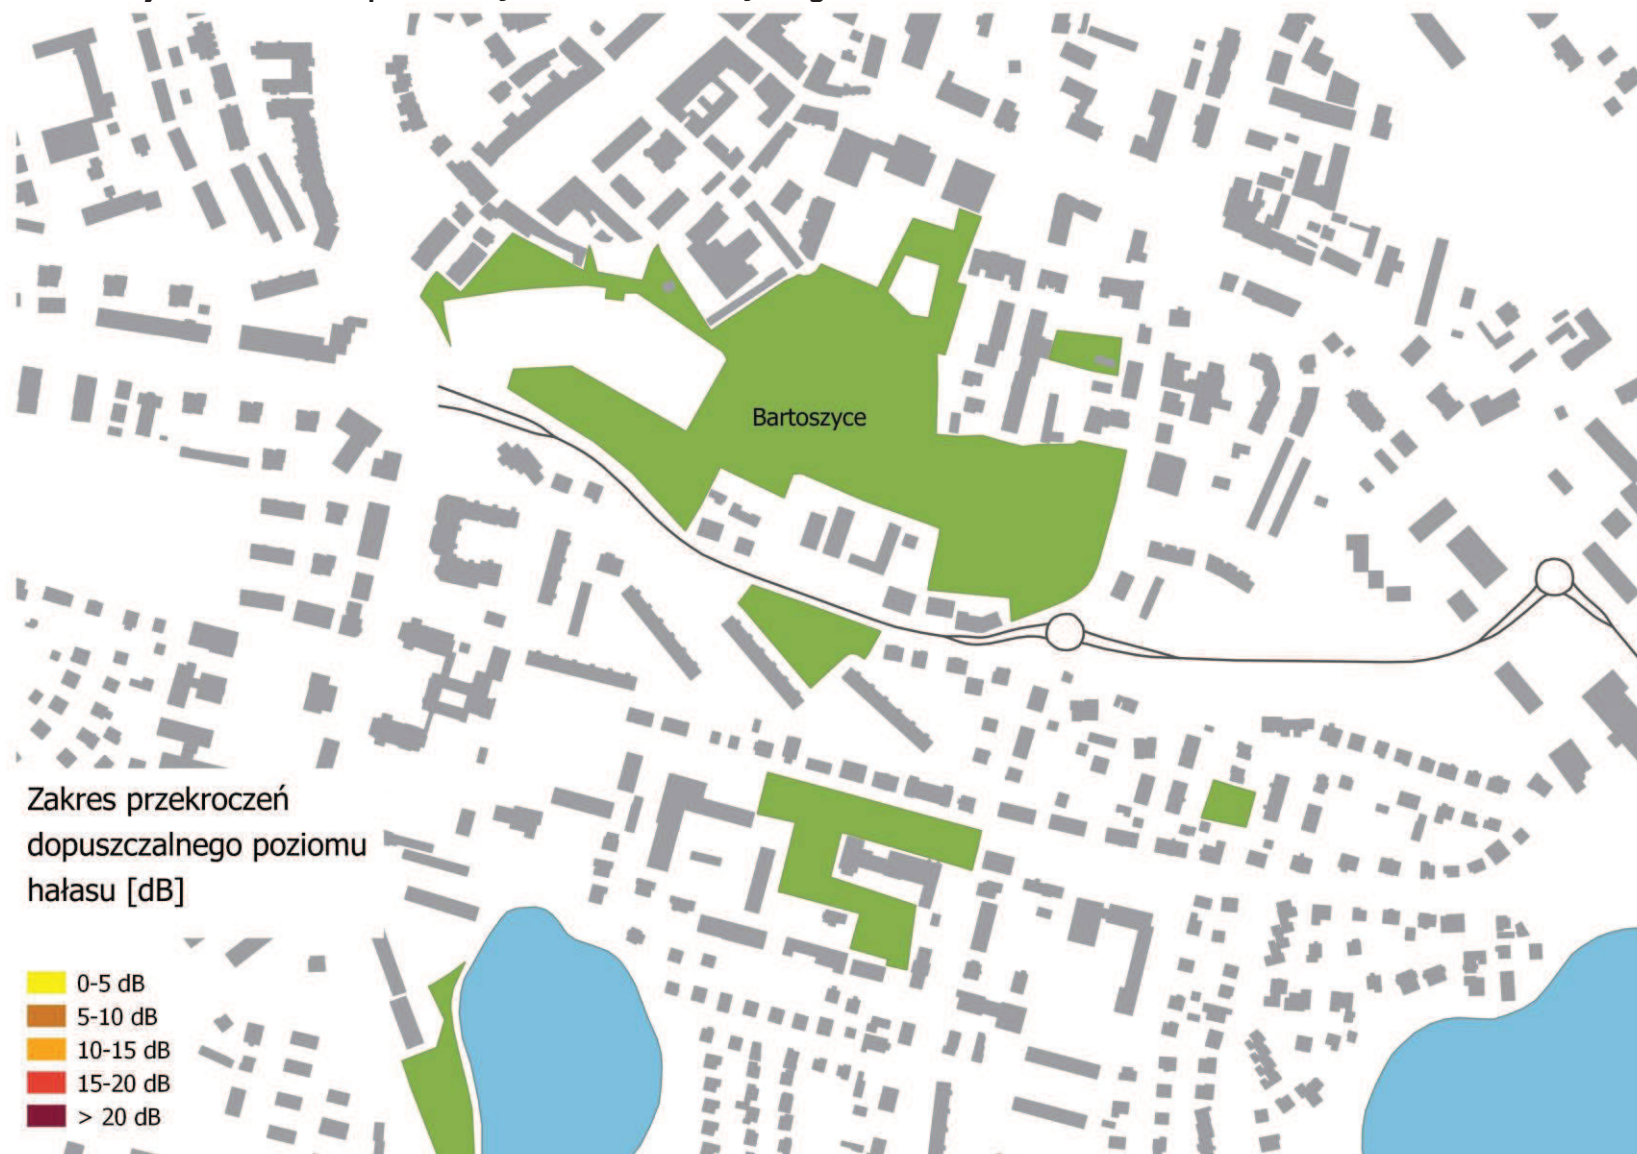 Bartoszyce
Zakres przekroczeń
dopuszczalnego poziomu
hałasu [dB]
0-5 dB
5-10 dB
10-15 dB
15-20 dB
> 20 dB